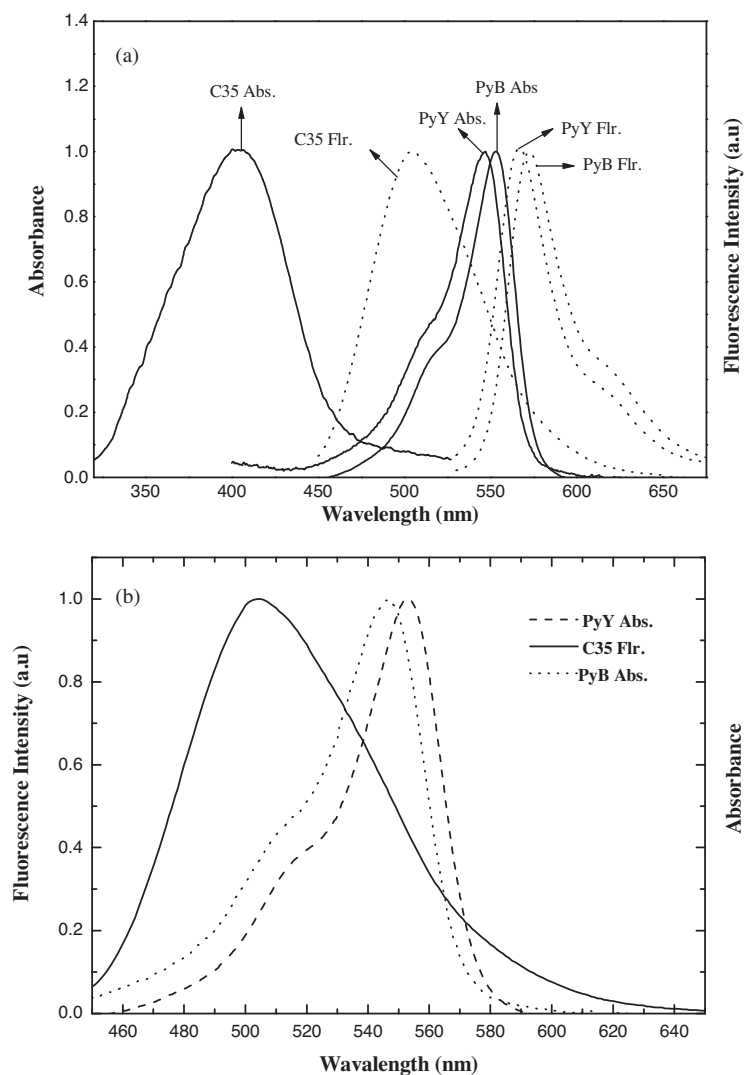 (a)
C35 Abs.
C35 Flr.
PyY Abs.
PyB Abs
PyY Flr.
PyB Flr.
Absorbance
Fluorescence Intensity (a.u)
1.4
1.2
1.0
0.8
0.6
0.4
0.2
0.0
350 400 450 500 550 600 650
Wavelength (nm)
(b)
PyY Abs.
C35 Flr.
PyB Abs.
Fluorescence Intensity (a.u)
Absorbance
1.0
0.8
0.6
0.4
0.2
0.0
460 480 500 520 540 560 580 600 620 640
Wavalength (nm)